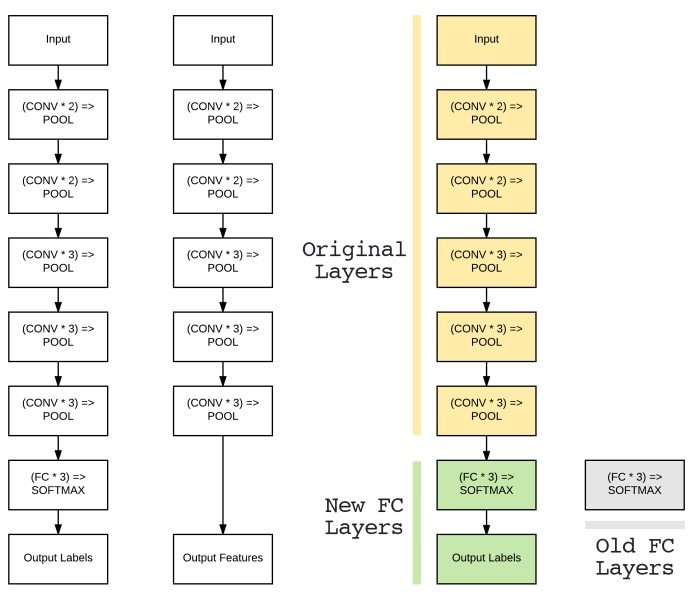 Input
(CONV * 2) =>
POOL
(CONV * 2) =>
POOL
(CONV * 3) =>
POOL
(CONV * 3) =>
POOL
(CONV * 3) =>
POOL
(FC * 3) =>
SOFTMAX
Output Labels
Input
(CONV * 2) =>
POOL
(CONV * 2) =>
POOL
(CONV * 3) =>
POOL
(CONV * 3) =>
POOL
(CONV * 3) =>
POOL
Output Features
Original
Layers
New FC
Layers
Input
(CONV * 2) =>
POOL
(CONV * 2) =>
POOL
(CONV * 3) =>
POOL
(CONV * 3) =>
POOL
(CONV * 3) =>
POOL
(FC * 3) =>
SOFTMAX
Output Labels
(FC * 3) =>
SOFTMAX
Old FC
Layers